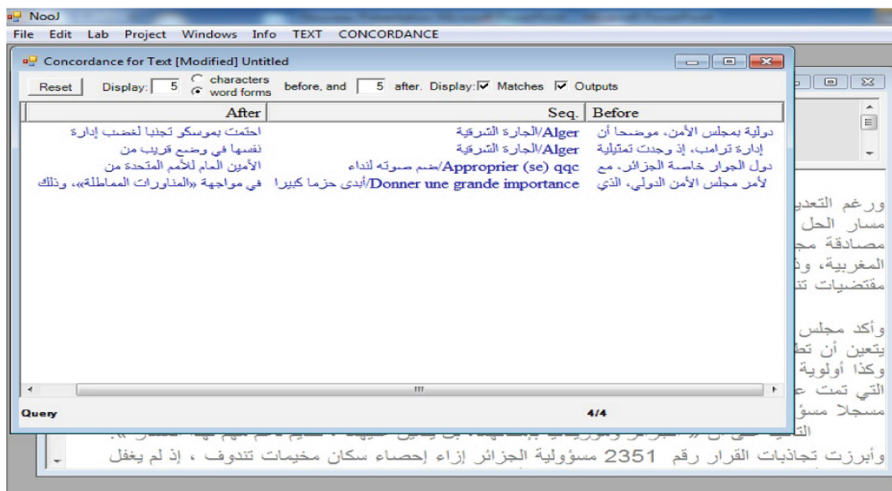 NooJ
File Edit Lab Project Windows Info TEXT CONCORDANCE
Concordance for Text [Modified] Untitled
Reset Display: 5 characters word forms before, and 5 after. Display: Matches Outputs
After Seq. Before
دولية بمجلس الأمن، موضحا أن الجارة الشرقية/Alger احتمت بموسكو تجنبا لغضب إدارة
إدارة ترامب، إذ وجدت تمثيلية الجارة الشرقية/Alger نفسها في وضع قريب من
دول الجوار خاصة الجزائر، مع ضم صوته لنداء/Approprier (se) qqc الأمين العام للأمم المتحدة من
لأمر مجلس الأمن الدولي، الذي أبدى حزما كبيرا/Donner une grande importance في مواجهة «المناورات المماطلة»، وذلك
Query 4/4
ورغم التعدي
مسار الحل
مصادقة مج
المغربية، وذ
مقتضيات تن
وأكد مجلس
يتعين أن تط
وكذا أولوية
التي تمت ع
مسجلا مسؤ
وأبرزت تجاذبات القرار رقم 2351 مسؤولية الجزائر إزاء إحصاء سكان مخيمات تندوف ، إذ لم يغفل